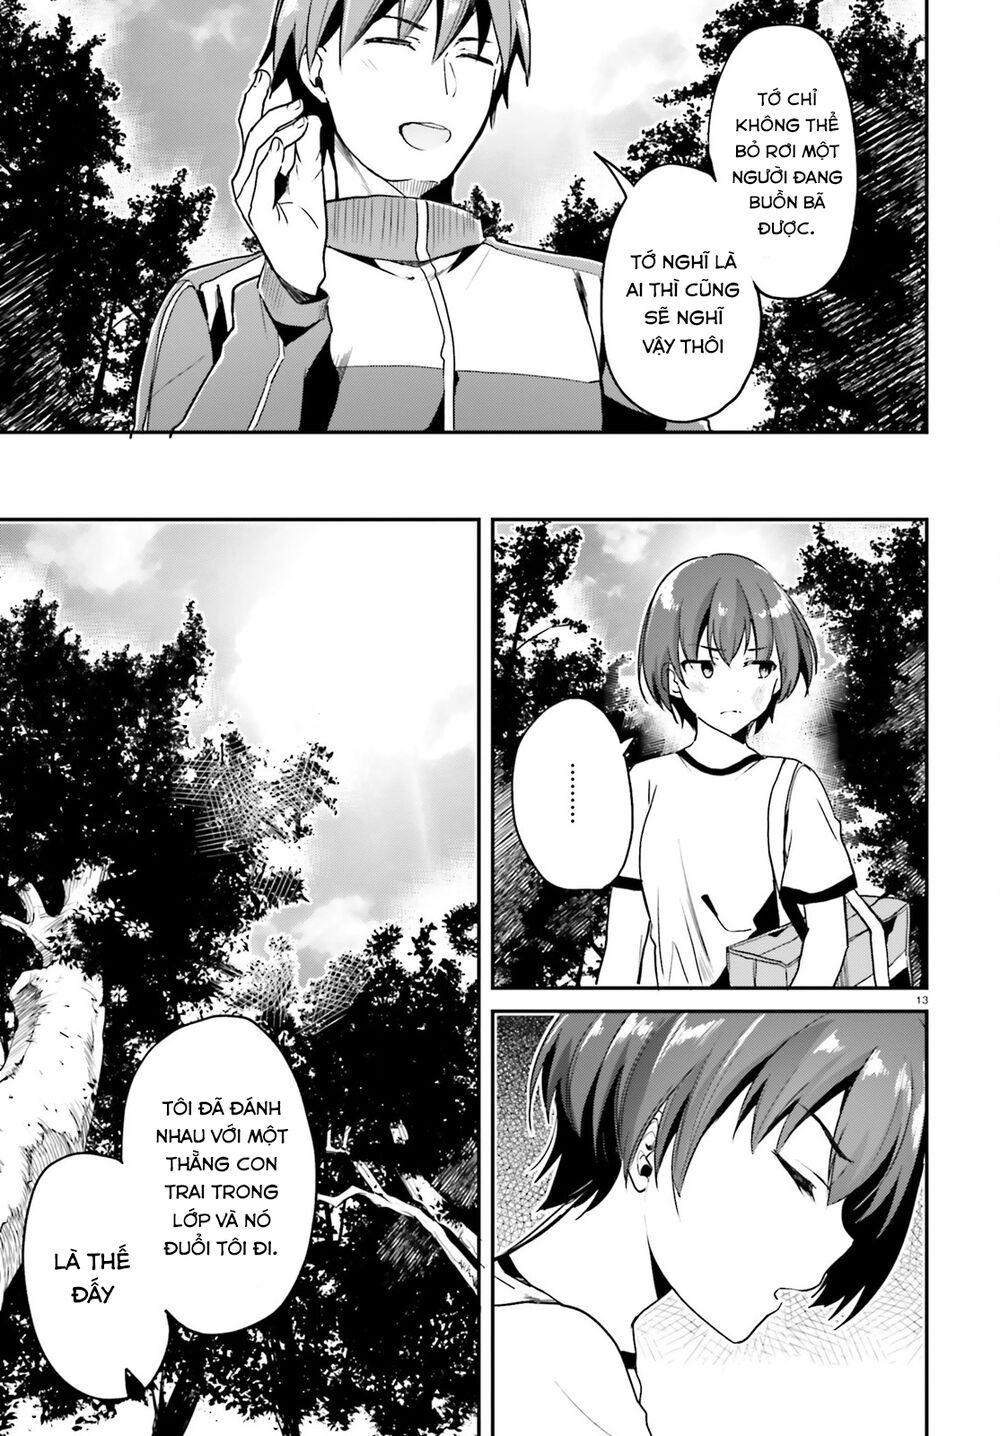 TỚ CHỈ
KHÔNG THỂ
BỎ RƠI MỘT
NGƯỜI ĐANG
BUỒN BÃ
ĐƯỢC.
TỚ NGHĨ LÀ
AI THÌ CŨNG
SẼ NGHĨ
VẬY THÔI
..........
13
TÔI ĐÃ ĐÁNH
NHAU VỚI MỘT
THẰNG CON
TRAI TRONG
LỚP VÀ NÓ
ĐUỔI TÔI ĐI.
LÀ THẾ
ĐẤY